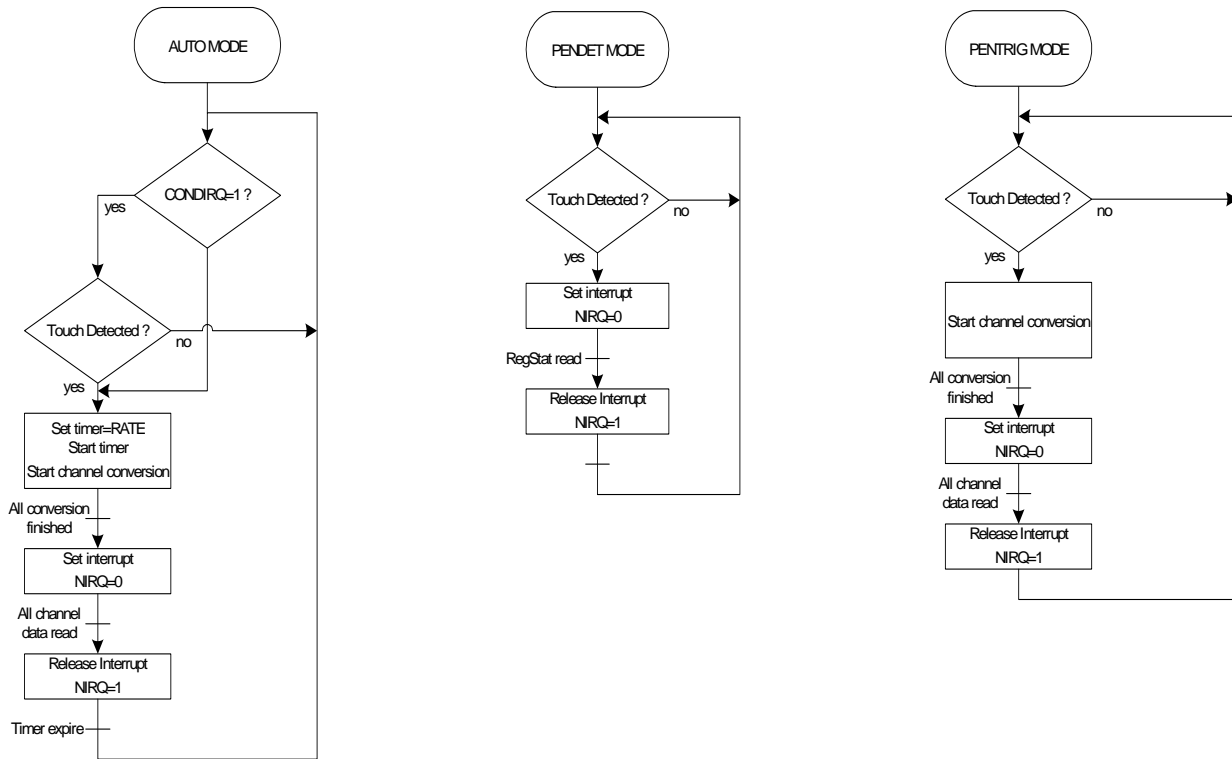 AUTO MODE
CONDIRQ=1 ?
yes
Touch Detected ?
no
yes
Set timer=RATE
Start timer
Start channel conversion
All conversion
finished
Set interrupt
NIRQ=0
All channel
data read
Release Interrupt
NIRQ=1
Timer expire
PENDET MODE
Touch Detected ?
no
yes
Set interrupt
NIRQ=0
RegStat read
Release Interrupt
NIRQ=1
PENTRIG MODE
Touch Detected ?
no
yes
Start channel conversion
All conversion
finished
Set interrupt
NIRQ=0
All channel
data read
Release Interrupt
NIRQ=1